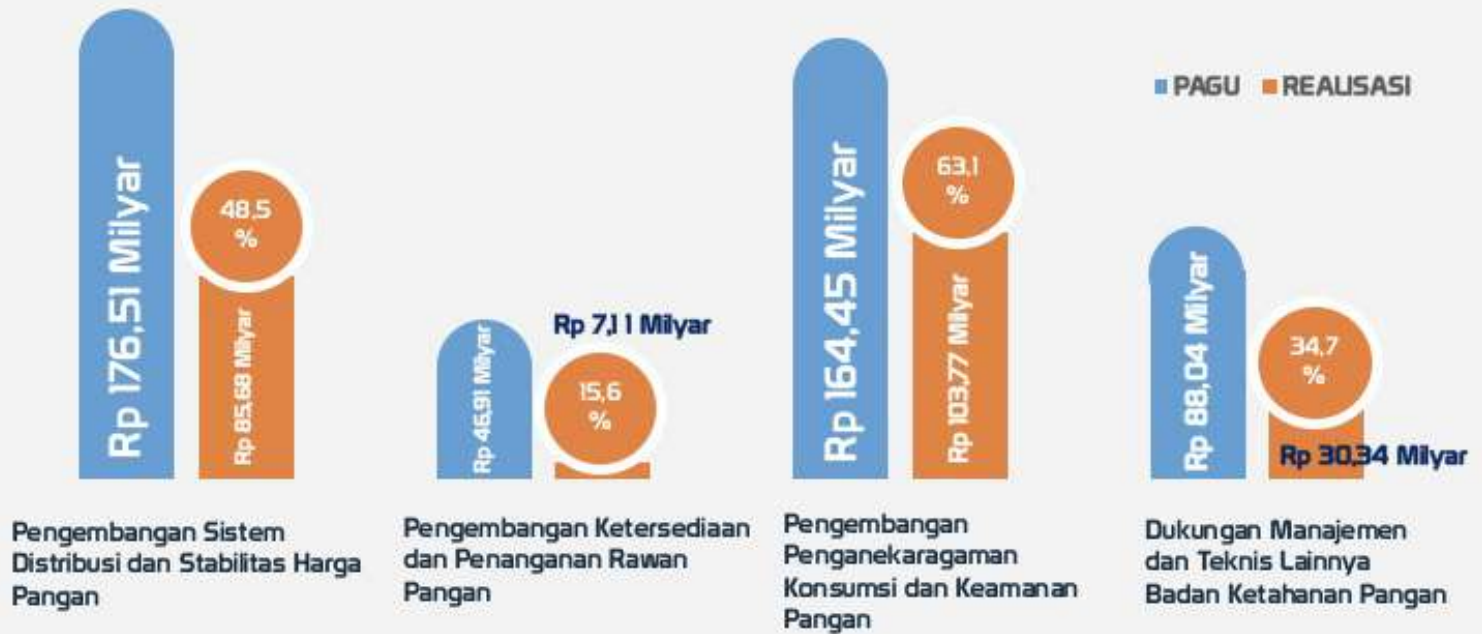 PAGU
REALISASI
Rp 176,51 Milyar
48,5
%
Rp 85,68 Milyar
Rp 46,91 Milyar
Rp 7,11 Milyar
15,6
%
Rp 164,45 Milyar
63,1
%
Rp 103,77 Milyar
Rp 88,04 Milyar
34,7
%
Rp 30,34 Milyar
Pengembangan Sistem
Distribusi dan Stabilitas Harga
Pangan
Pengembangan Ketersediaan
dan Penanganan Rawan
Pangan
Pengembangan
Penganekaragaman
Konsumsi dan Keamanan
Pangan
Dukungan Manajemen
dan Teknis Lainnya
Badan Ketahanan Pangan